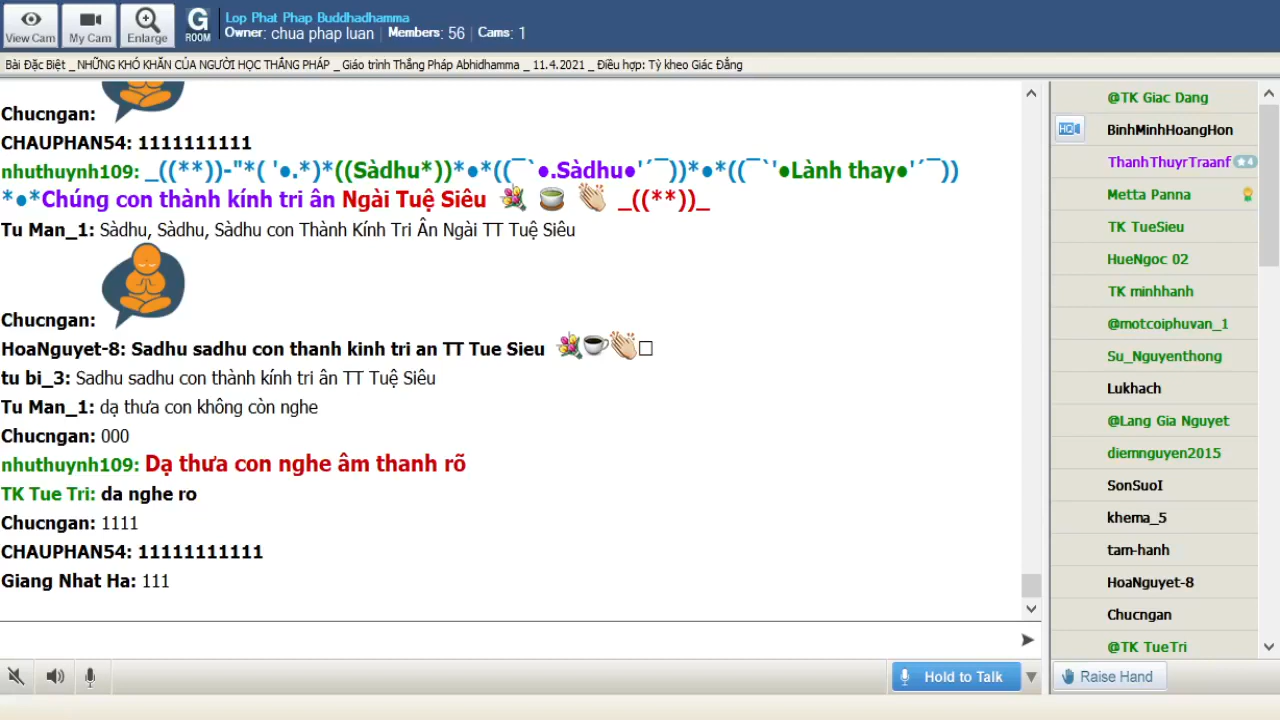 View Cam
My Cam
Enlarge
G
ROOM
Lop Phat Phap Buddhadhamma
Owner: chua phap luan | Members: 56 | Cams: 1
Bài Đặc Biệt _ NHỮNG KHÓ KHĂN CỦA NGƯỜI HỌC THẮNG PHÁP _ Giáo trình Thắng Pháp Abhidhamma _ 11.4.2021 _ Điều hợp: Tỳ kheo Giác Đẳng
Chucngan:
CHAUPHAN54: 1111111111
nhuthuynh109: _((**))-"*( '●.*)*((Sàdhu*))*●*((¯`●.Sàdhu●'´¯))*●*((¯`'●Lành thay●'´¯))
*●*Chúng con thành kính tri ân Ngài Tuệ Siêu 💐 🍵 👏 _((**))_
Tu Man_1: Sàdhu, Sàdhu, Sàdhu con Thành Kính Tri Ân Ngài TT Tuệ Siêu
Chucngan:
HoaNguyet-8: Sadhu sadhu con thanh kinh tri an TT Tue Sieu 💐☕👏□
tu bi_3: Sadhu sadhu con thành kính tri ân TT Tuệ Siêu
Tu Man_1: dạ thưa con không còn nghe
Chucngan: 000
nhuthuynh109: Dạ thưa con nghe âm thanh rõ
TK Tue Tri: da nghe ro
Chucngan: 1111
CHAUPHAN54: 11111111111
Giang Nhat Ha: 111
Hold to Talk
@TK Giac Dang
HQ
BinhMinhHoangHon
ThanhThuyrTraanf ★4
Metta Panna
TK TueSieu
HueNgoc 02
TK minhhanh
@motcoiphuvan_1
Su_Nguyenthong
Lukhach
@Lang Gia Nguyet
diemnguyen2015
SonSuoI
khema_5
tam-hanh
HoaNguyet-8
Chucngan
@TK TueTri
Raise Hand